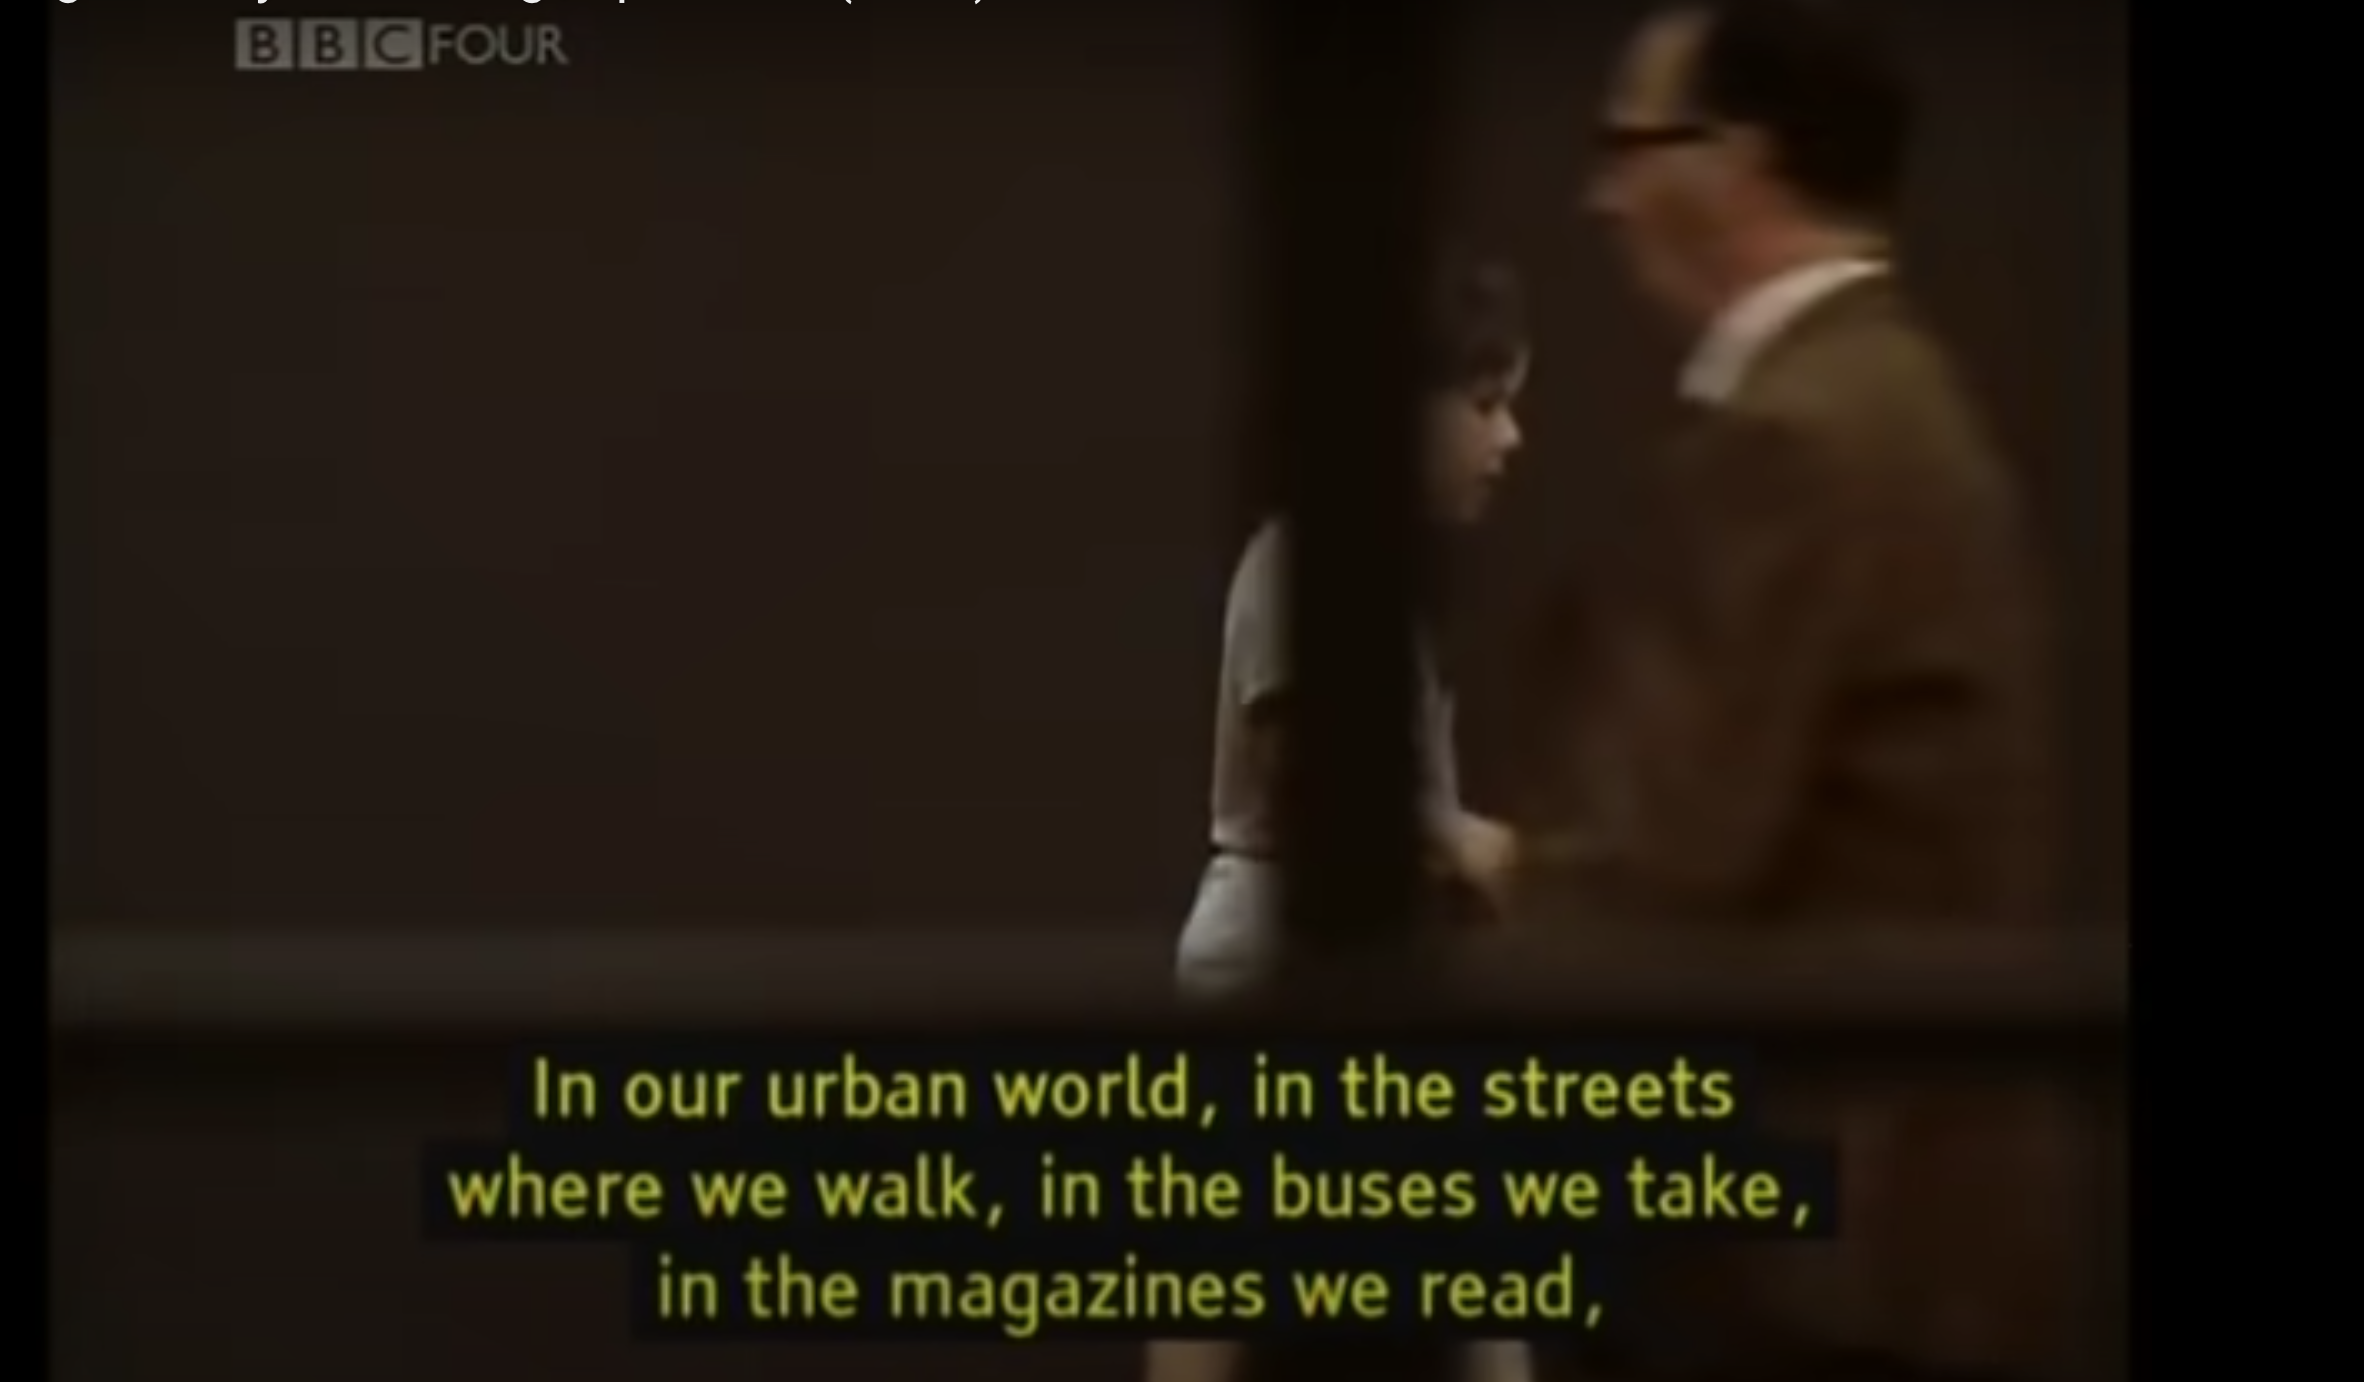 BBC FOUR
In our urban world, in the streets
where we walk, in the buses we take,
in the magazines we read,